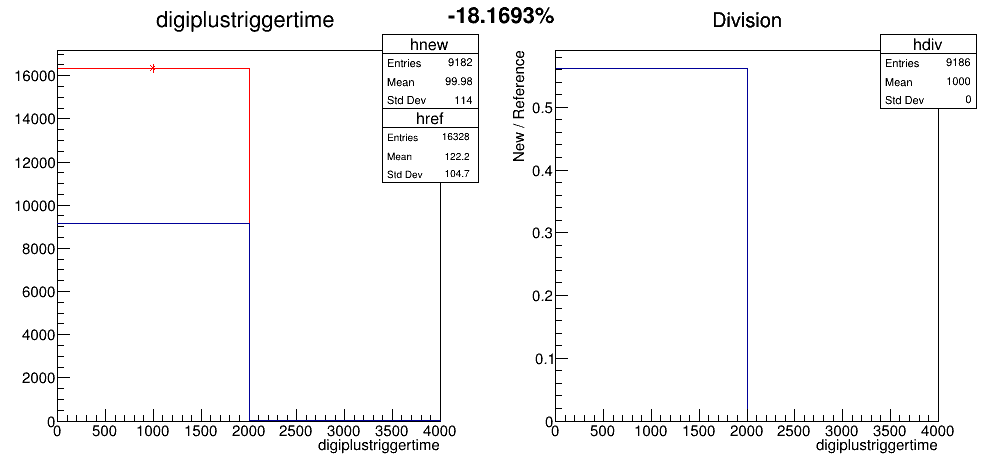 digiplustriggertime
-18.1693%
Division
hnew
Entries 9182
Mean 99.98
Std Dev 114
href
Entries 16328
Mean 122.2
Std Dev 104.7
16000
14000
12000
10000
8000
6000
4000
2000
0
0 500 1000 1500 2000 2500 3000 3500 4000
digiplustriggertime
hdiv
Entries 9186
Mean 1000
Std Dev 0
New / Reference
0.5
0.4
0.3
0.2
0.1
0
0 500 1000 1500 2000 2500 3000 3500 4000
digiplustriggertime